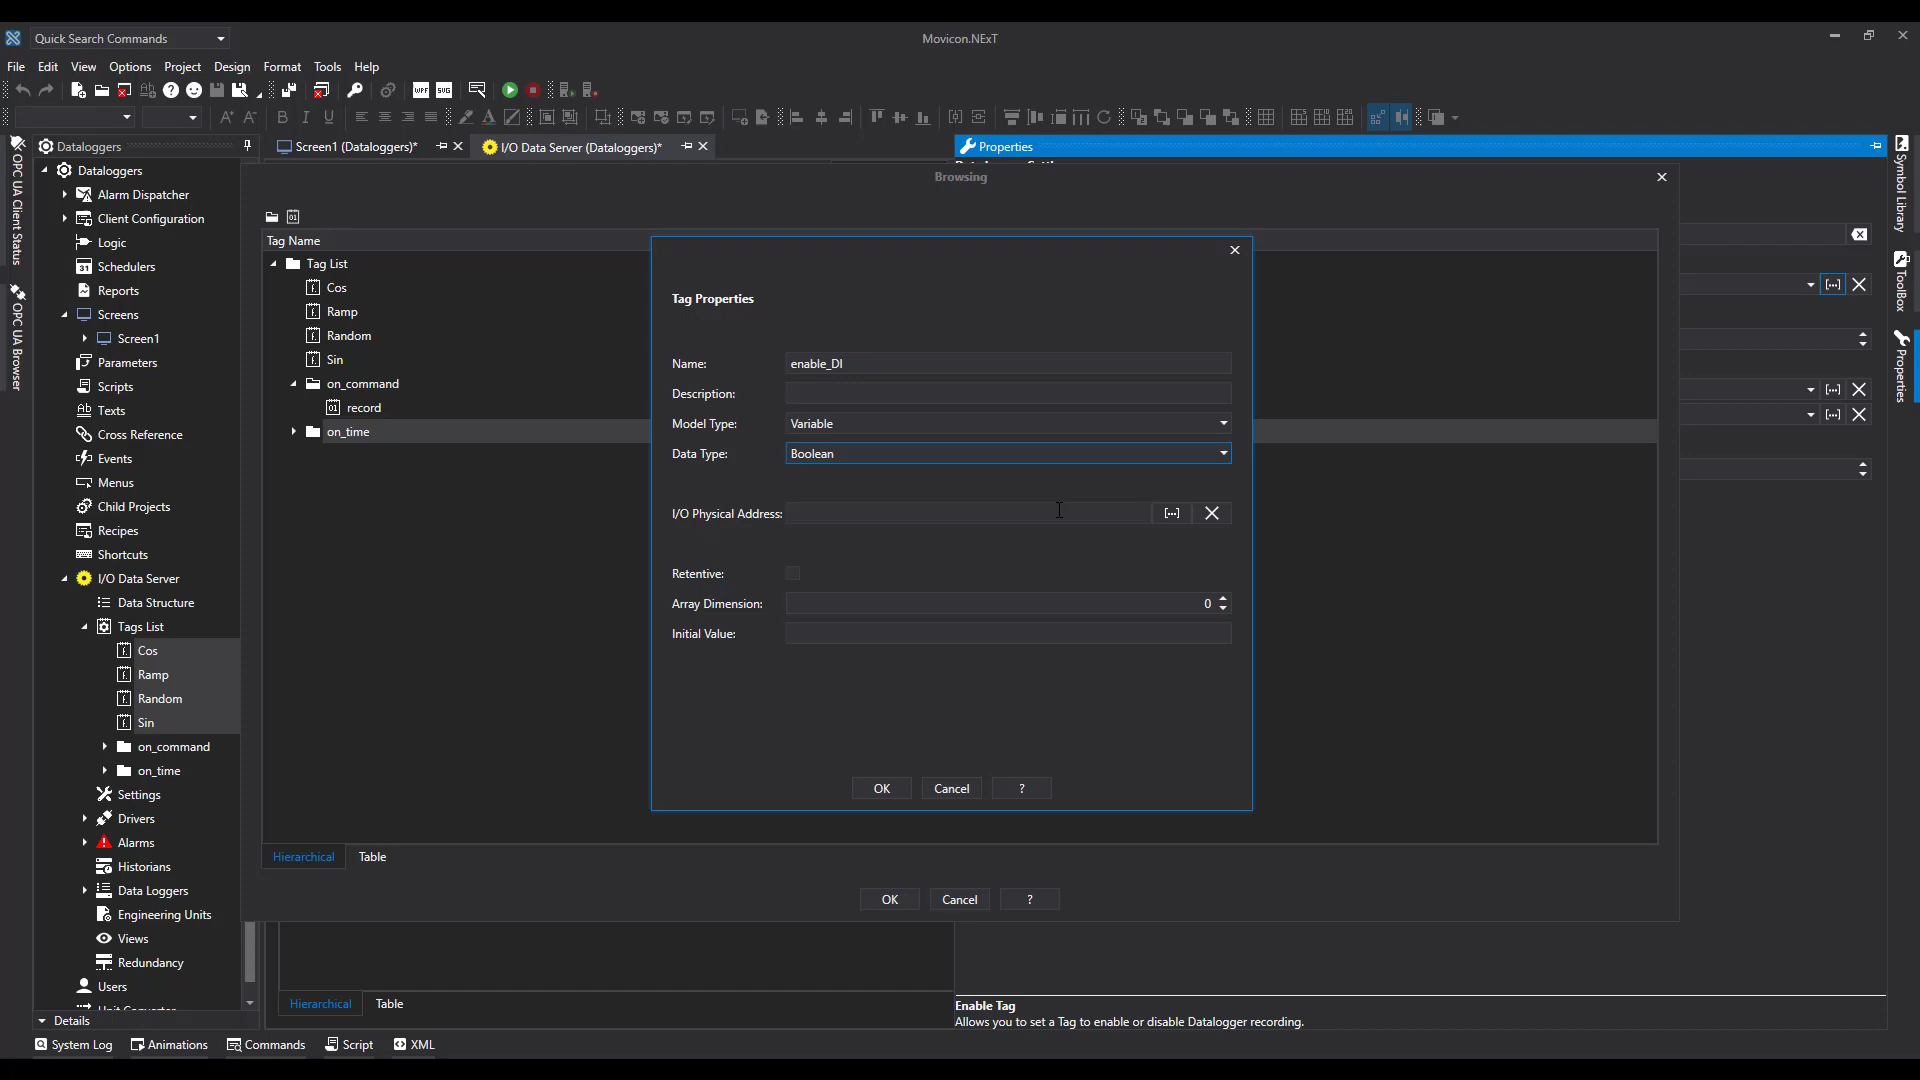 Quick Search Commands
Movicon.NExT
File Edit View Options Project Design Format Tools Help
WPF SVG
Dataloggers
Screen1 (Dataloggers)*
I/O Data Server (Dataloggers)*
Properties
Browsing
OPC UA Client Status
OPC UA Browser
Symbol Library
ToolBox
Properties
Dataloggers
Alarm Dispatcher
Client Configuration
Logic
Schedulers
Reports
Screens
Screen1
Parameters
Scripts
Texts
Cross Reference
Events
Menus
Child Projects
Recipes
Shortcuts
I/O Data Server
Data Structure
Tags List
Cos
Ramp
Random
Sin
on_command
on_time
Settings
Drivers
Alarms
Historians
Data Loggers
Engineering Units
Views
Redundancy
Users
Details
Tag Name
Tag List
Cos
Ramp
Random
Sin
on_command
record
on_time
Tag Properties
Name: enable_DI
Description:
Model Type: Variable
Data Type: Boolean
I/O Physical Address:
Retentive:
Array Dimension: 0
Initial Value:
OK Cancel ?
Hierarchical Table
OK Cancel ?
Hierarchical Table
Enable Tag
Allows you to set a Tag to enable or disable Datalogger recording.
System Log Animations Commands Script XML